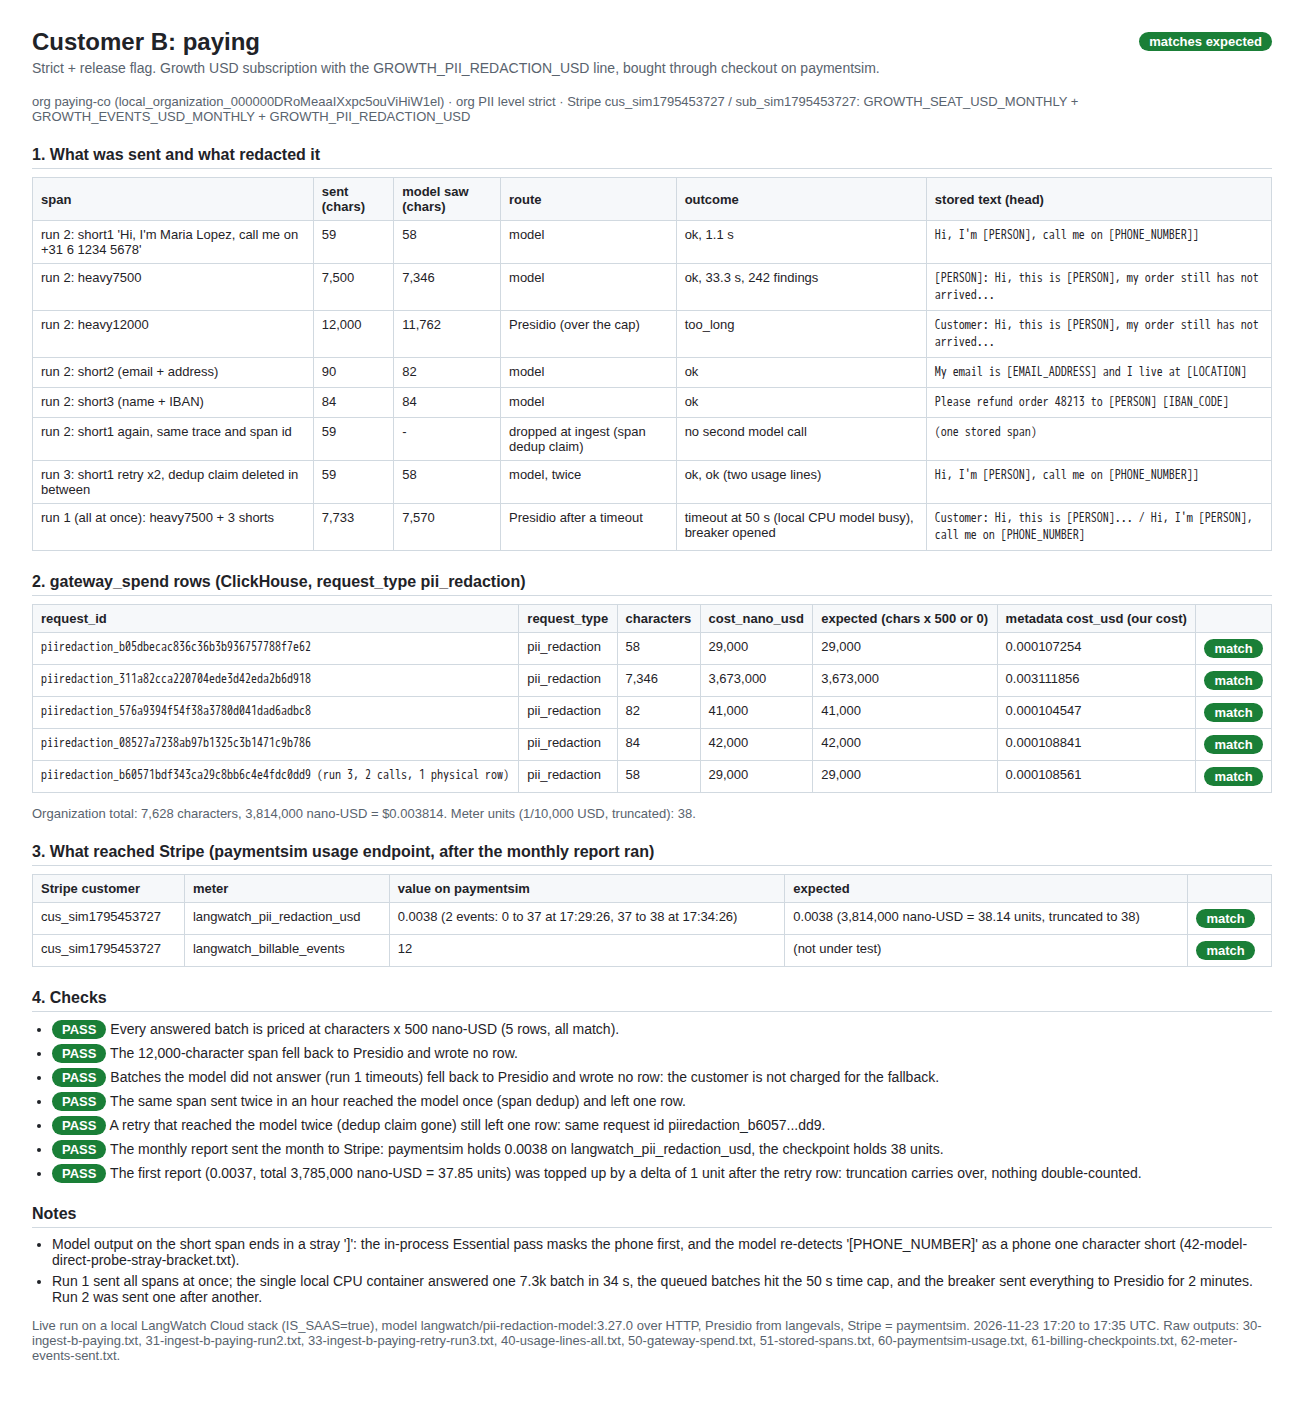 Customer B: paying
matches expected
Strict + release flag. Growth USD subscription with the GROWTH_PII_REDACTION_USD line, bought through checkout on paymentsim.
org paying-co (local_organization_000000DRoMeaaIXxpc5ouViHiW1el) · org PII level strict · Stripe cus_sim1795453727 / sub_sim1795453727: GROWTH_SEAT_USD_MONTHLY +
GROWTH_EVENTS_USD_MONTHLY + GROWTH_PII_REDACTION_USD
1. What was sent and what redacted it
span | sent (chars) | model saw (chars) | route | outcome | stored text (head)
run 2: short1 'Hi, I'm Maria Lopez, call me on +31 6 1234 5678' | 59 | 58 | model | ok, 1.1 s | Hi, I'm [PERSON], call me on [PHONE_NUMBER]]
run 2: heavy7500 | 7,500 | 7,346 | model | ok, 33.3 s, 242 findings | [PERSON]: Hi, this is [PERSON], my order still has not arrived...
run 2: heavy12000 | 12,000 | 11,762 | Presidio (over the cap) | too_long | Customer: Hi, this is [PERSON], my order still has not arrived...
run 2: short2 (email + address) | 90 | 82 | model | ok | My email is [EMAIL_ADDRESS] and I live at [LOCATION]
run 2: short3 (name + IBAN) | 84 | 84 | model | ok | Please refund order 48213 to [PERSON] [IBAN_CODE]
run 2: short1 again, same trace and span id | 59 | - | dropped at ingest (span dedup claim) | no second model call | (one stored span)
run 3: short1 retry x2, dedup claim deleted in between | 59 | 58 | model, twice | ok, ok (two usage lines) | Hi, I'm [PERSON], call me on [PHONE_NUMBER]]
run 1 (all at once): heavy7500 + 3 shorts | 7,733 | 7,570 | Presidio after a timeout | timeout at 50 s (local CPU model busy), breaker opened | Customer: Hi, this is [PERSON]... / Hi, I'm [PERSON], call me on [PHONE_NUMBER]
2. gateway_spend rows (ClickHouse, request_type pii_redaction)
request_id | request_type | characters | cost_nano_usd | expected (chars x 500 or 0) | metadata cost_usd (our cost)
piiredaction_b05dbecac836c36b3b936757788f7e62 | pii_redaction | 58 | 29,000 | 29,000 | 0.000107254 | match
piiredaction_311a82cca220704ede3d42eda2b6d918 | pii_redaction | 7,346 | 3,673,000 | 3,673,000 | 0.003111856 | match
piiredaction_576a9394f54f38a3780d041dad6adbc8 | pii_redaction | 82 | 41,000 | 41,000 | 0.000104547 | match
piiredaction_08527a7238ab97b1325c3b1471c9b786 | pii_redaction | 84 | 42,000 | 42,000 | 0.000108841 | match
piiredaction_b60571bdf343ca29c8bb6c4e4fdc0dd9 (run 3, 2 calls, 1 physical row) | pii_redaction | 58 | 29,000 | 29,000 | 0.000108561 | match
Organization total: 7,628 characters, 3,814,000 nano-USD = $0.003814. Meter units (1/10,000 USD, truncated): 38.
3. What reached Stripe (paymentsim usage endpoint, after the monthly report ran)
Stripe customer | meter | value on paymentsim | expected
cus_sim1795453727 | langwatch_pii_redaction_usd | 0.0038 (2 events: 0 to 37 at 17:29:26, 37 to 38 at 17:34:26) | 0.0038 (3,814,000 nano-USD = 38.14 units, truncated to 38) | match
cus_sim1795453727 | langwatch_billable_events | 12 | (not under test) | match
4. Checks
• PASS Every answered batch is priced at characters x 500 nano-USD (5 rows, all match).
• PASS The 12,000-character span fell back to Presidio and wrote no row.
• PASS Batches the model did not answer (run 1 timeouts) fell back to Presidio and wrote no row: the customer is not charged for the fallback.
• PASS The same span sent twice in an hour reached the model once (span dedup) and left one row.
• PASS A retry that reached the model twice (dedup claim gone) still left one row: same request id piiredaction_b6057...dd9.
• PASS The monthly report sent the month to Stripe: paymentsim holds 0.0038 on langwatch_pii_redaction_usd, the checkpoint holds 38 units.
• PASS The first report (0.0037, total 3,785,000 nano-USD = 37.85 units) was topped up by a delta of 1 unit after the retry row: truncation carries over, nothing double-counted.
Notes
• Model output on the short span ends in a stray ']': the in-process Essential pass masks the phone first, and the model re-detects '[PHONE_NUMBER]' as a phone one character short (42-model-
direct-probe-stray-bracket.txt).
• Run 1 sent all spans at once; the single local CPU container answered one 7.3k batch in 34 s, the queued batches hit the 50 s time cap, and the breaker sent everything to Presidio for 2 minutes.
Run 2 was sent one after another.
Live run on a local LangWatch Cloud stack (IS_SAAS=true), model langwatch/pii-redaction-model:3.27.0 over HTTP, Presidio from langevals, Stripe = paymentsim. 2026-11-23 17:20 to 17:35 UTC. Raw outputs: 30-
ingest-b-paying.txt, 31-ingest-b-paying-run2.txt, 33-ingest-b-paying-retry-run3.txt, 40-usage-lines-all.txt, 50-gateway-spend.txt, 51-stored-spans.txt, 60-paymentsim-usage.txt, 61-billing-checkpoints.txt, 62-meter-
events-sent.txt.